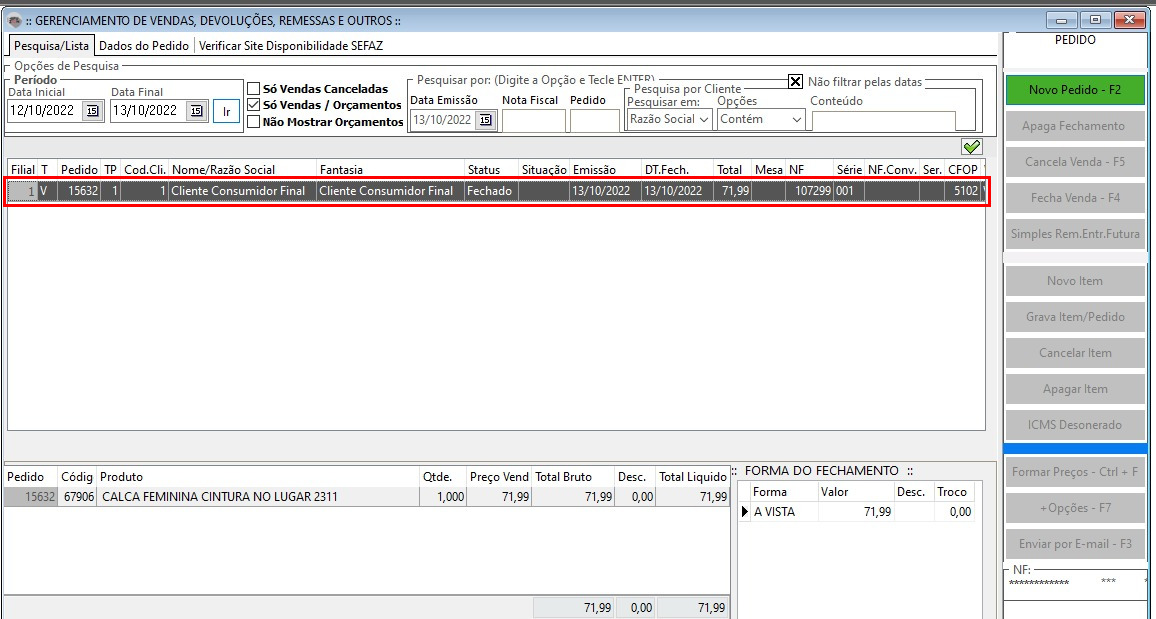 :: GERENCIAMENTO DE VENDAS, DEVOLUÇÕES, REMESSAS E OUTROS ::
Pesquisa/Lista Dados do Pedido Verificar Site Disponibilidade SEFAZ
PEDIDO
Opções de Pesquisa
Período
Data Inicial Data Final
12/10/2022 15 13/10/2022 15 Ir
Só Vendas Canceladas
Só Vendas / Orçamentos
Não Mostrar Orçamentos
Pesquisar por: (Digite a Opção e Tecle ENTER)
Data Emissão Nota Fiscal Pedido
13/10/2022 15
Não filtrar pelas datas
Pesquisa por Cliente
Pesquisar em: Opções Conteúdo
Razão Social Contém
Filial T Pedido TP Cod.Cli. Nome/Razão Social Fantasia Status Situação Emissão DT.Fech. Total Mesa NF Série NF.Conv. Ser. CFOP
1 V 15632 1 1 Cliente Consumidor Final Cliente Consumidor Final Fechado 13/10/2022 13/10/2022 71,99 107299 001 5102
Novo Pedido - F2
Apaga Fechamento
Cancela Venda - F5
Fecha Venda - F4
Simples Rem.Entr.Futura
Novo Item
Grava Item/Pedido
Cancelar Item
Apagar Item
ICMS Desonerado
Formar Preços - Ctrl + F
+Opções - F7
Enviar por E-mail - F3
NF:
************ *** *
Pedido Códig Produto Qtde. Preço Vend Total Bruto Desc. Total Liquido
15632 67906 CALCA FEMININA CINTURA NO LUGAR 2311 1,000 71,99 71,99 0,00 71,99
71,99 0,00 71,99
:: FORMA DO FECHAMENTO ::
Forma Valor Desc. Troco
A VISTA 71,99 0,00